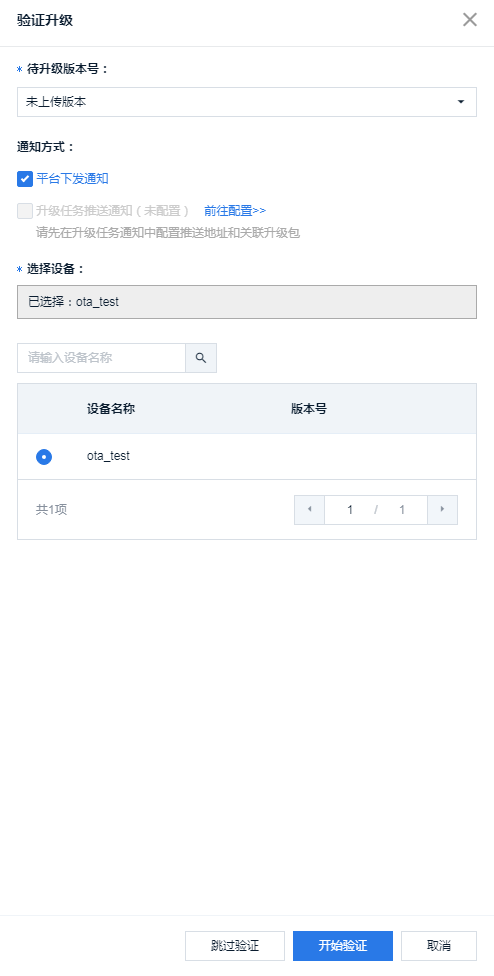 验证升级
* 待升级版本号：
未上传版本
通知方式：
平台下发通知
升级任务推送通知（未配置） 前往配置>>
请先在升级任务通知中配置推送地址和关联升级包
* 选择设备：
已选择：ota_test
请输入设备名称
设备名称 版本号
ota_test
共1项 1 / 1
跳过验证 开始验证 取消